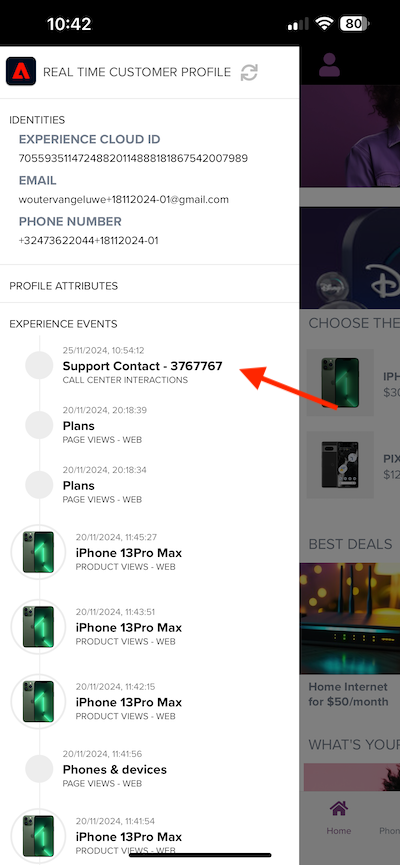 10:42
80
REAL TIME CUSTOMER PROFILE
IDENTITIES
EXPERIENCE CLOUD ID
70559351147248820114888181867542007989
EMAIL
woutervangeluwe+18112024-01@gmail.com
PHONE NUMBER
+32473622044+18112024-01
PROFILE ATTRIBUTES
EXPERIENCE EVENTS
25/11/2024, 10:54:12
Support Contact - 3767767
CALL CENTER INTERACTIONS
20/11/2024, 20:18:39
Plans
PAGE VIEWS - WEB
20/11/2024, 20:18:34
Plans
PAGE VIEWS - WEB
20/11/2024, 11:45:27
iPhone 13Pro Max
PRODUCT VIEWS - WEB
20/11/2024, 11:43:51
iPhone 13Pro Max
PRODUCT VIEWS - WEB
20/11/2024, 11:42:15
iPhone 13Pro Max
PRODUCT VIEWS - WEB
20/11/2024, 11:41:56
Phones & devices
PAGE VIEWS - WEB
20/11/2024, 11:41:54
iPhone 13Pro Max
PRODUCT VIEWS - WEB
CHOOSE THE
IPH
$30
PIX
$12
BEST DEALS
Home Internet
for $50/month
WHAT'S YOUR
Home
Phon